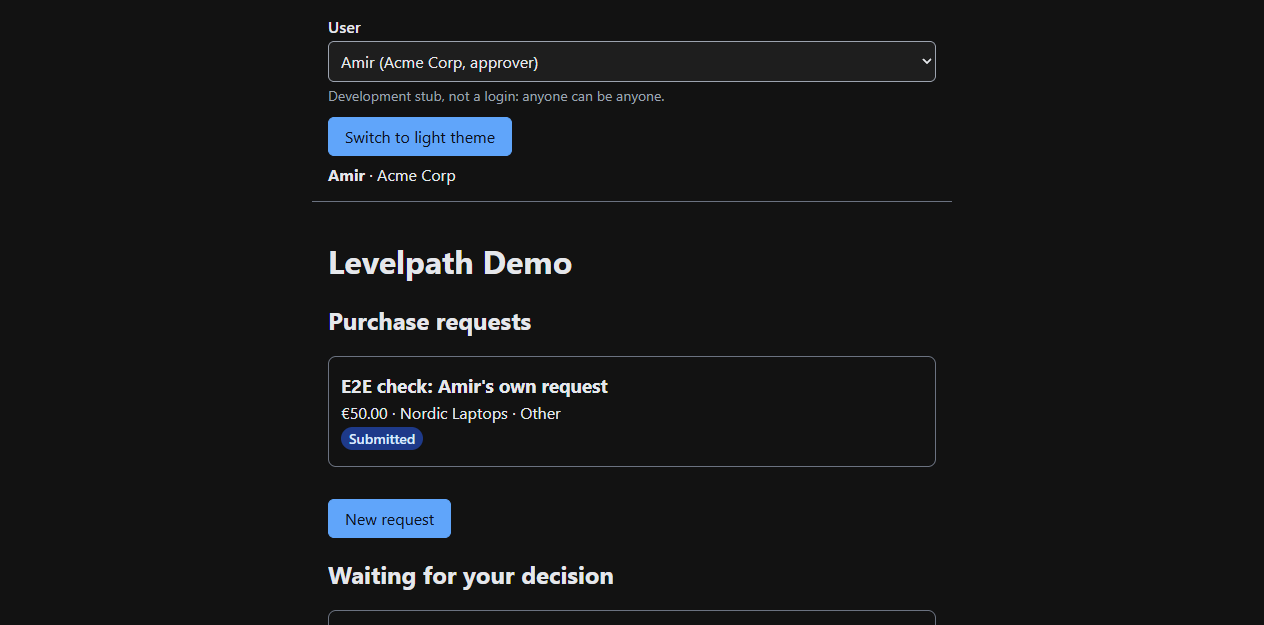 User
Amir (Acme Corp, approver)
Development stub, not a login: anyone can be anyone.
Switch to light theme
Amir · Acme Corp
Levelpath Demo
Purchase requests
E2E check: Amir's own request
€50.00 · Nordic Laptops · Other
Submitted
New request
Waiting for your decision